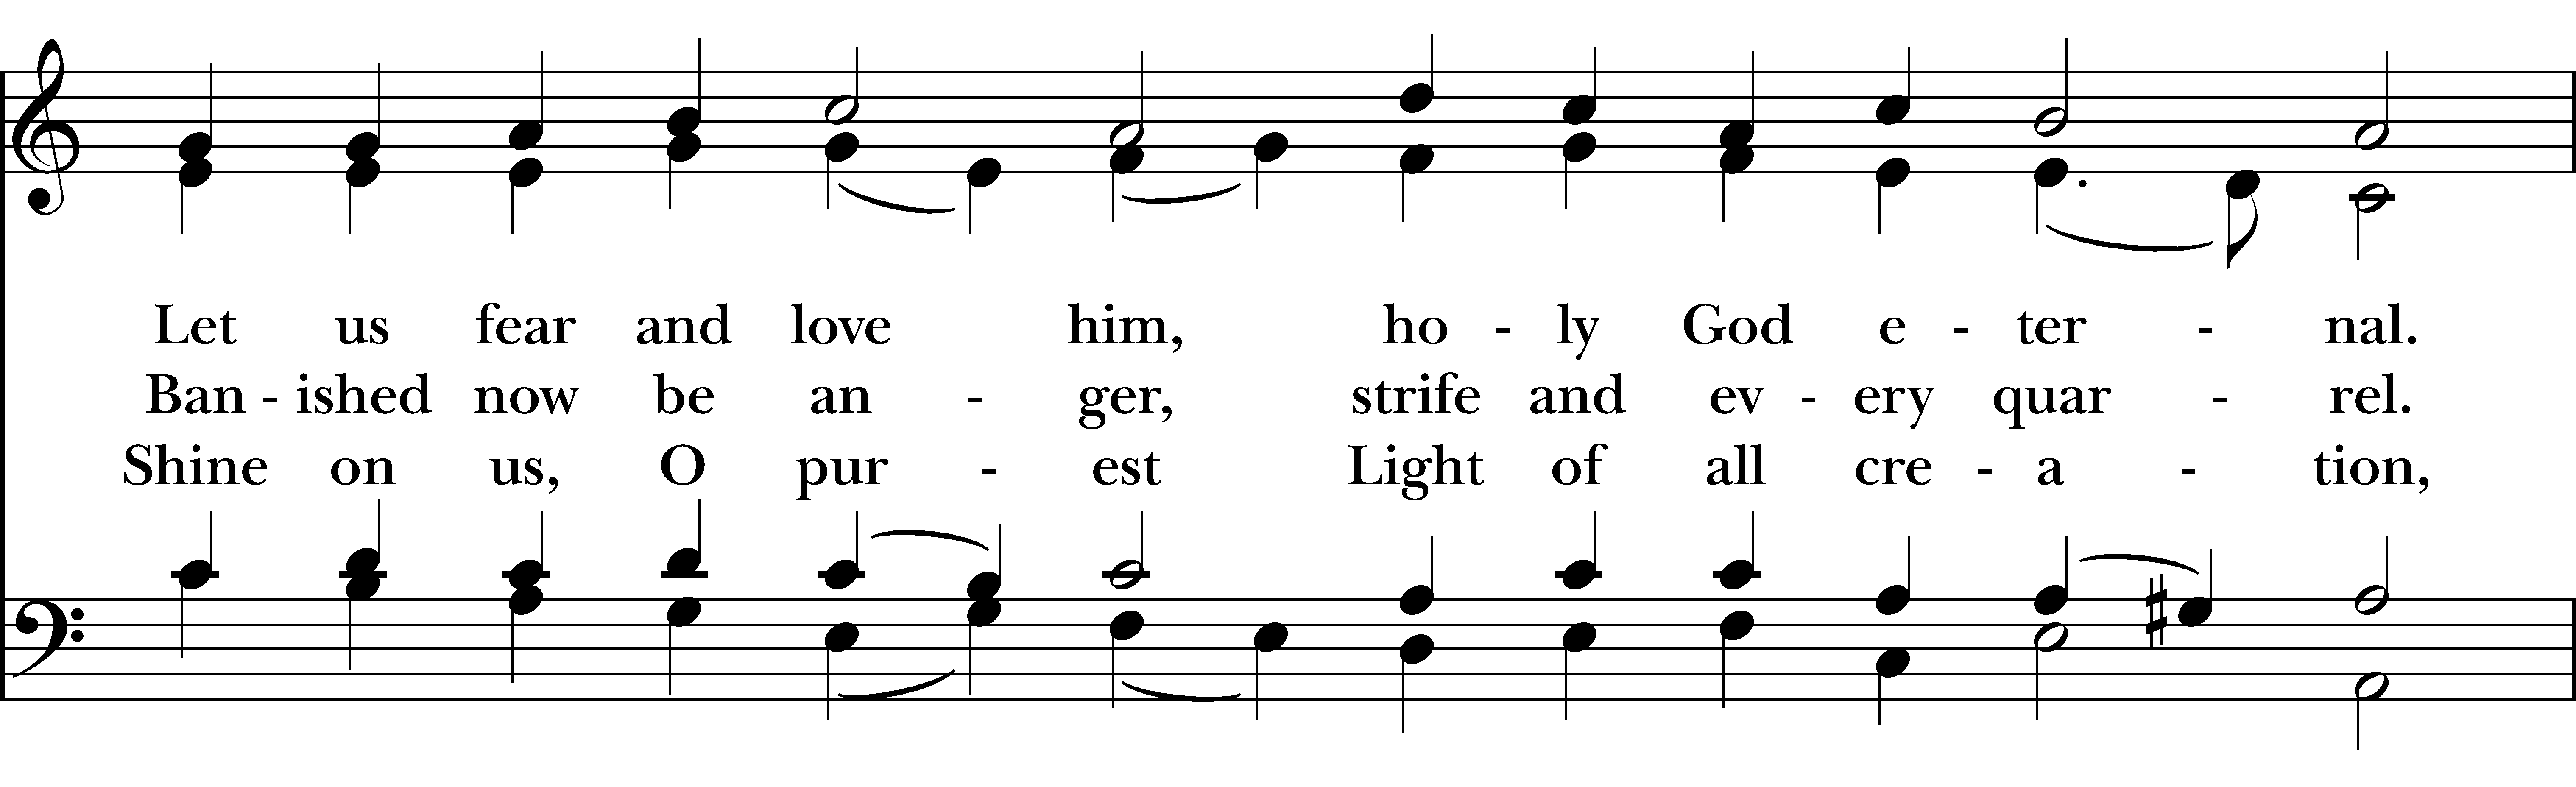 Let us fear and love him, ho - ly God e - ter - nal.
Ban - ished now be an - ger, strife and ev - ery quar - rel.
Shine on us, O pur - est Light of all cre - a - tion,